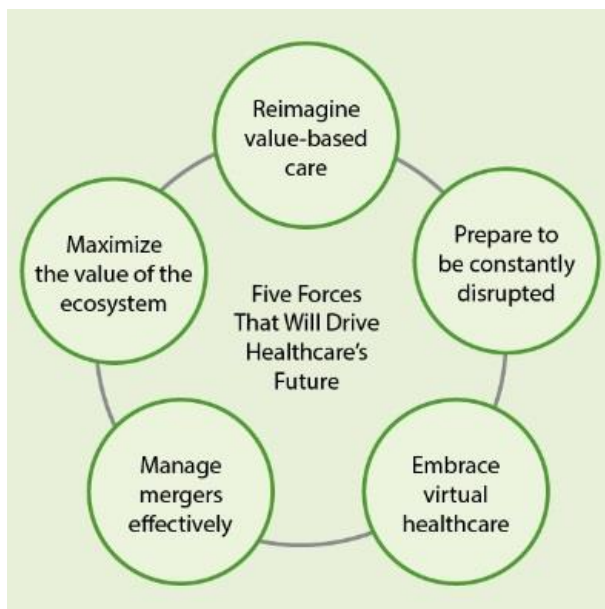 Reimagine
value-based
care
Prepare to
be constantly
disrupted
Embrace
virtual
healthcare
Manage
mergers
effectively
Maximize
the value of the
ecosystem
Five Forces
That Will Drive
Healthcare's
Future